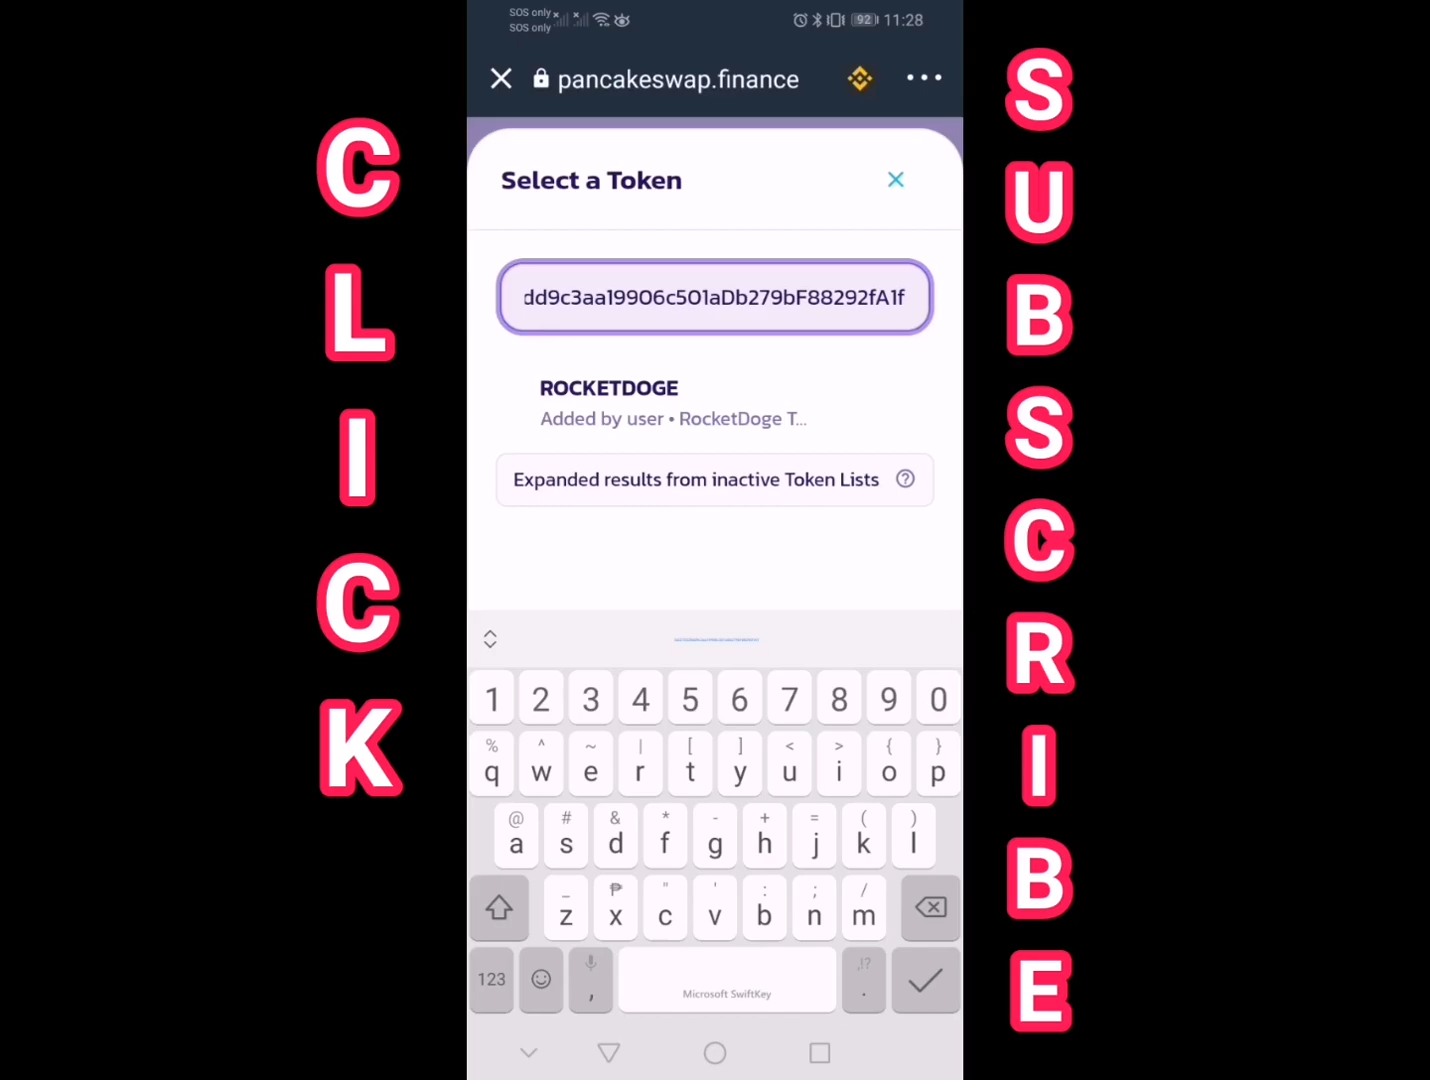 SOS only
SOS only
92
11:28
pancakeswap.finance
CLICK
SUBSCRIBE
Select a Token
dd9c3aa19906c501aDb279bF88292fA1f
ROCKETDOGE
Added by user • RocketDoge T...
Expanded results from inactive Token Lists
1 2 3 4 5 6 7 8 9 0
% ^ ~ | [ ] < > { }
q w e r t y u i o p
@ # & * - + = ( )
a s d f g h j k l
_ ₱ " ' : ; /
z x c v b n m
,!?
123 , .
Microsoft SwiftKey